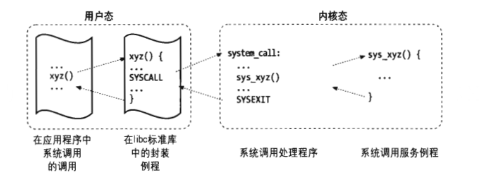 用户态
内核态
...
xyz()
...
xyz() {
...
SYSCALL
...
}
system_call:
...
sys_xyz()
...
SYSEXIT
sys_xyz() {
...
}
在应用程序中
系统调用
的调用
在libc标准库
中的封装
例程
系统调用处理程序
系统调用服务例程